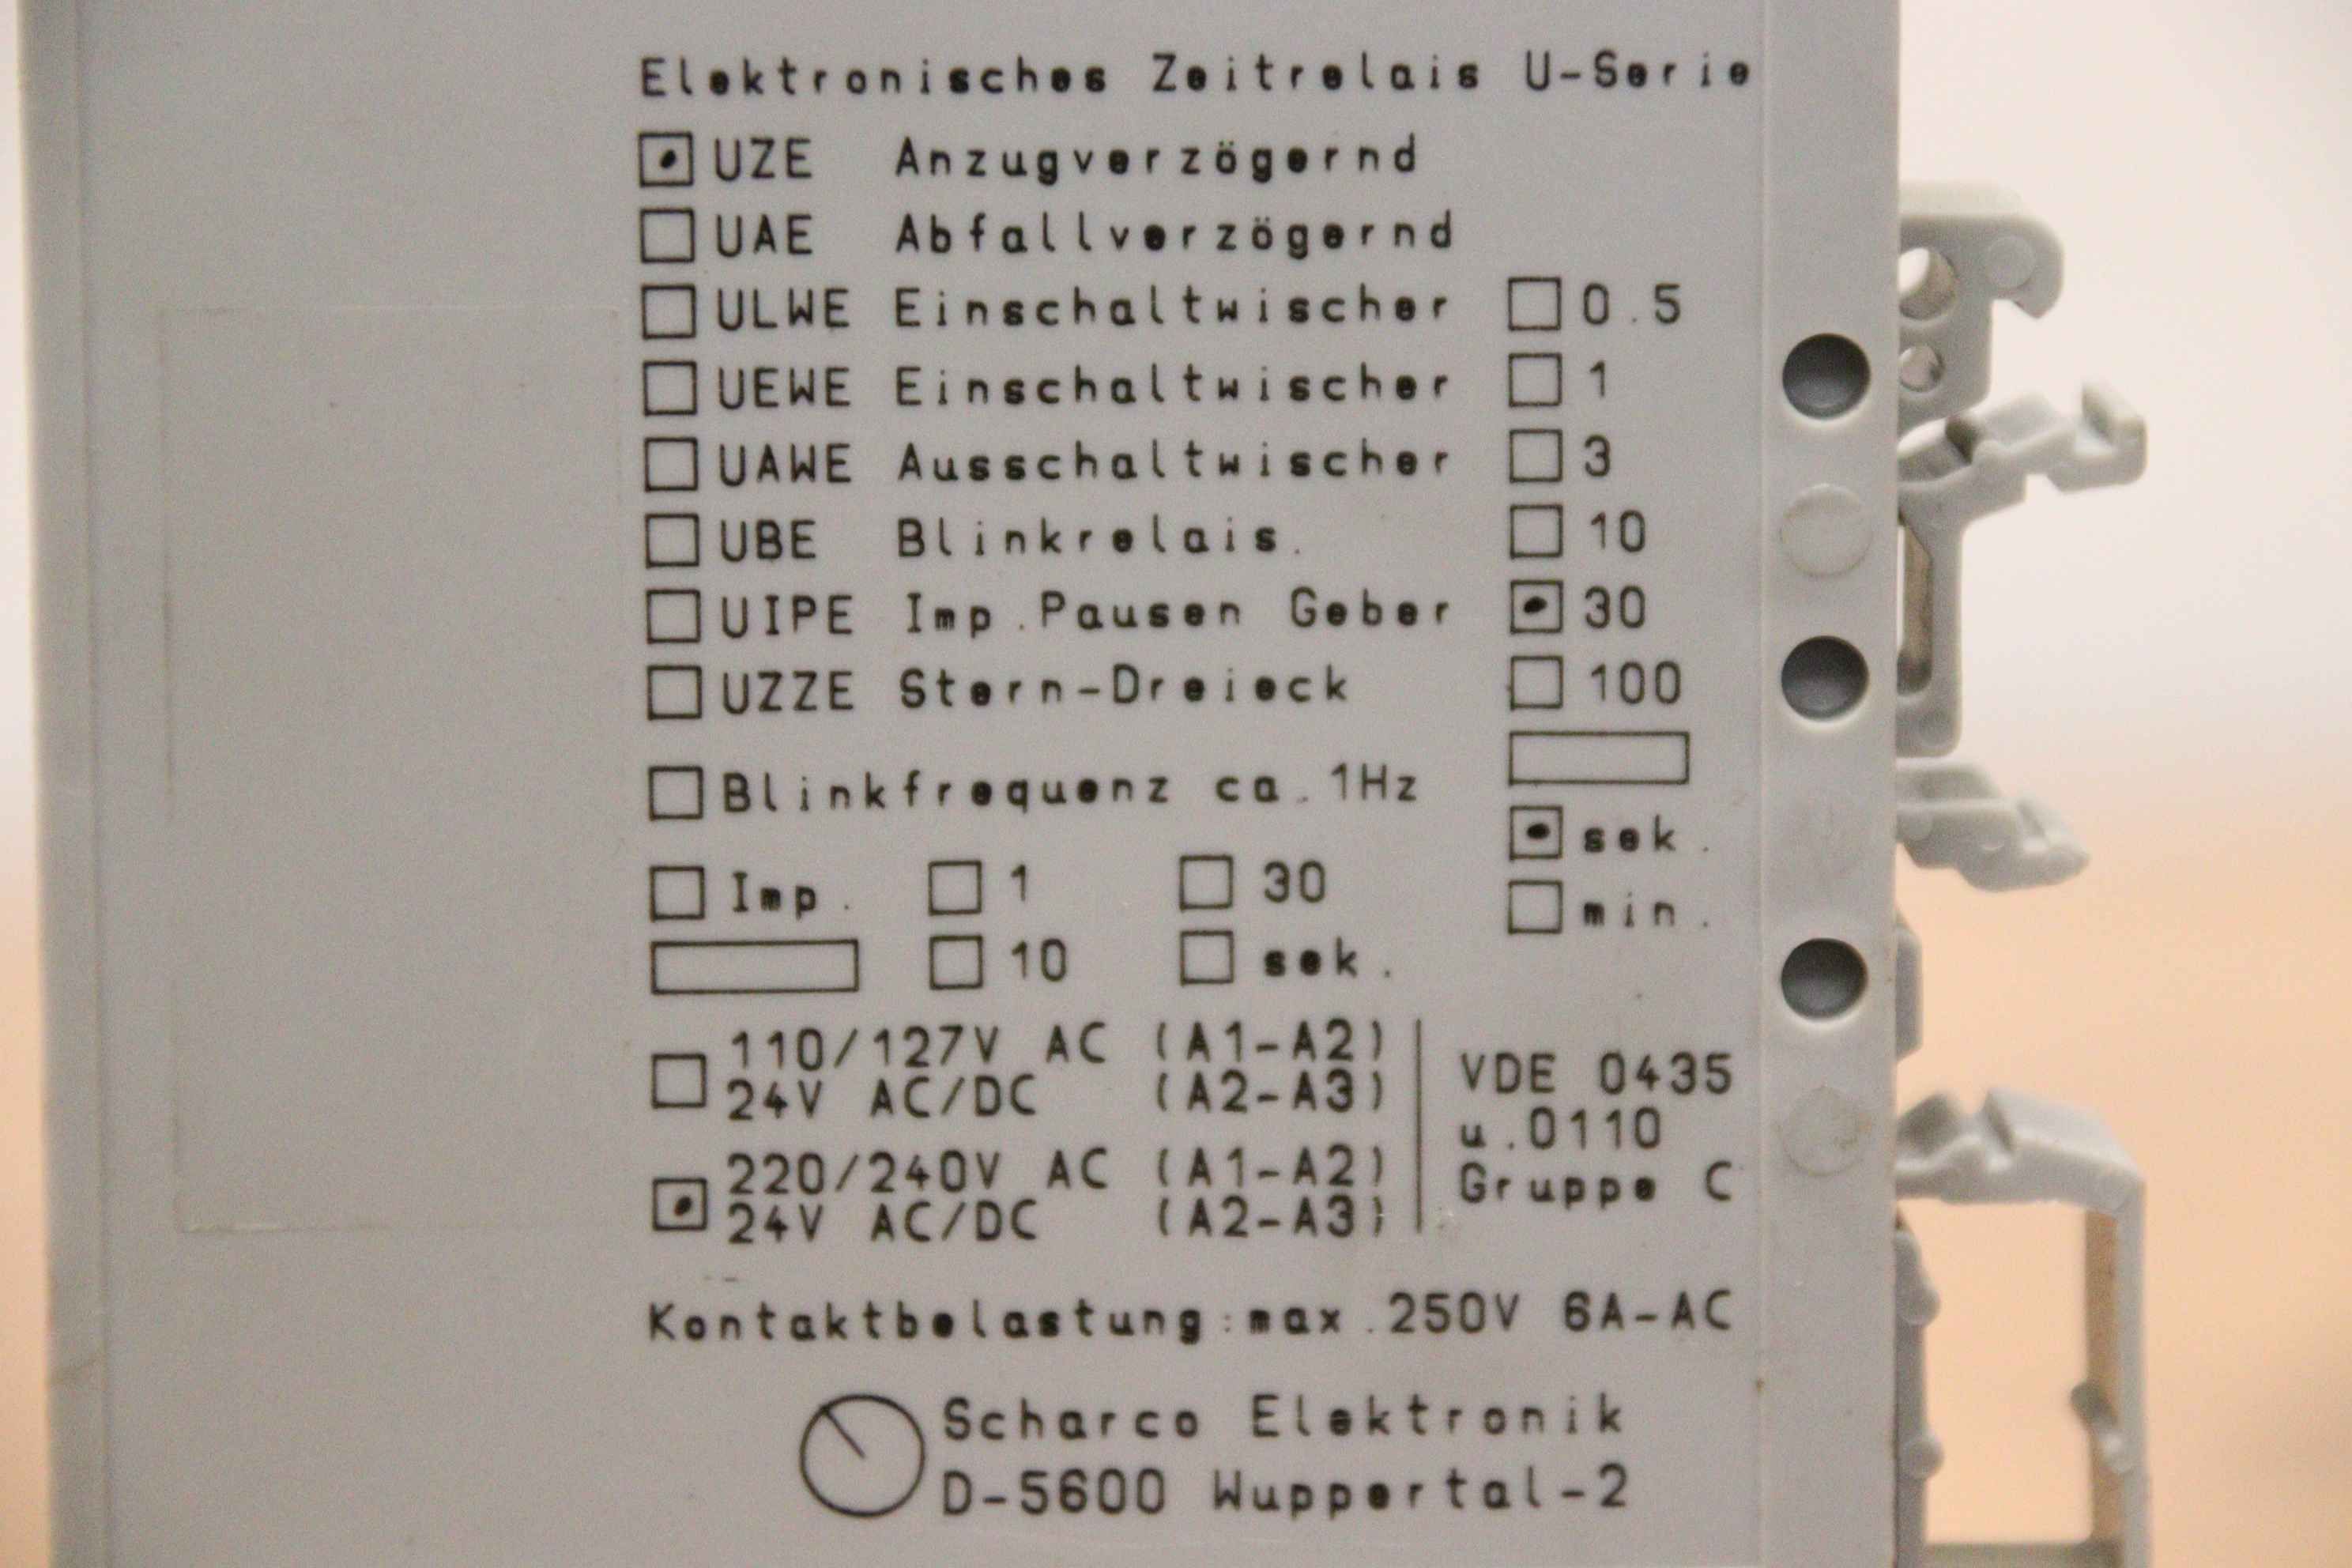 Elektronisches Zeitrelais U-Serie
UZE Anzugverzögernd
UAE Abfallverzögernd
ULWE Einschaltwischer 0.5
UEWE Einschaltwischer 1
UAWE Ausschaltwischer 3
UBE Blinkrelais. 10
UIPE Imp.Pausen Geber 30
UZZE Stern-Dreieck 100
Blinkfrequenz ca.1Hz
sek.
Imp. 1 30
min.
10 sek.
110/127V AC (A1-A2)
24V AC/DC (A2-A3)
220/240V AC (A1-A2)
24V AC/DC (A2-A3)
VDE 0435
u.0110
Gruppe C
Kontaktbelastung:max.250V 6A-AC
Scharco Elektronik
D-5600 Wuppertal-2